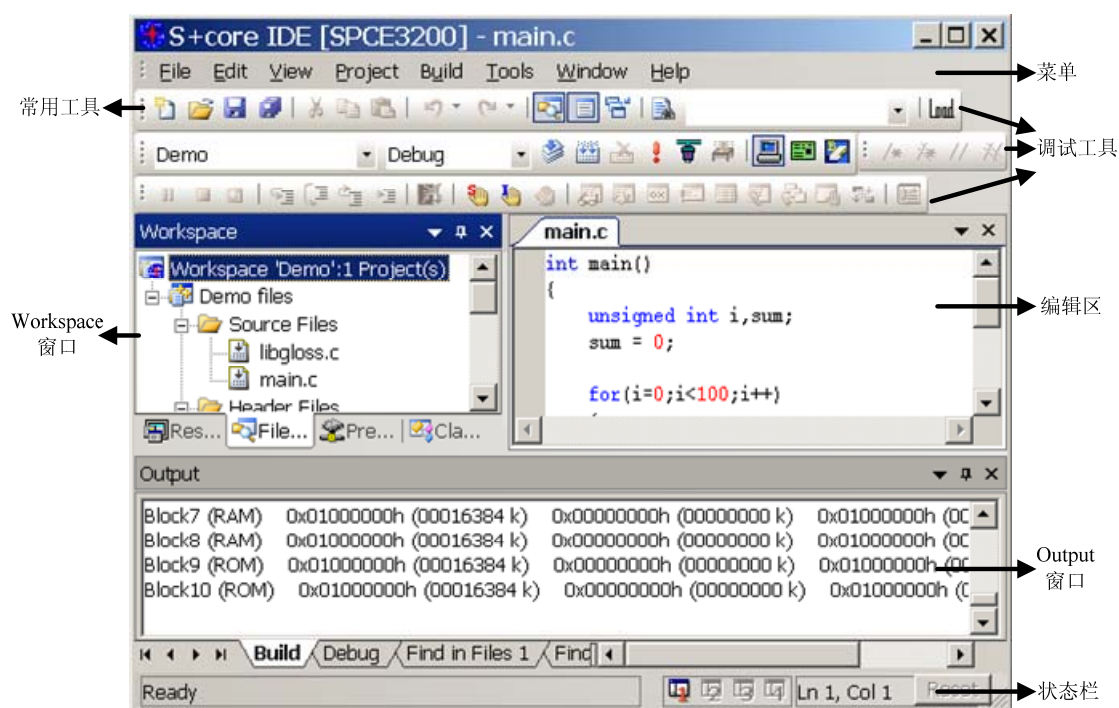 S+core IDE [SPCE3200] - main.c
File Edit View Project Build Tools Window Help
菜单
常用工具
Load
Demo Debug
/* /* // //
调试工具
Workspace
main.c
Workspace 'Demo':1 Project(s)
Demo files
Source Files
libgloss.c
main.c
Header Files
Res... File... Pre... Cla...
Workspace
窗口
int main()
{
unsigned int i,sum;
sum = 0;
for(i=0;i<100;i++)
{
编辑区
Output
Block7 (RAM) 0x01000000h (00016384 k) 0x00000000h (00000000 k) 0x01000000h (00
Block8 (RAM) 0x01000000h (00016384 k) 0x00000000h (00000000 k) 0x01000000h (00
Block9 (ROM) 0x01000000h (00016384 k) 0x00000000h (00000000 k) 0x01000000h (00
Block10 (ROM) 0x01000000h (00016384 k) 0x00000000h (00000000 k) 0x01000000h (0
Output
窗口
Build Debug Find in Files 1 Find
Ready Ln 1, Col 1 Reset
状态栏